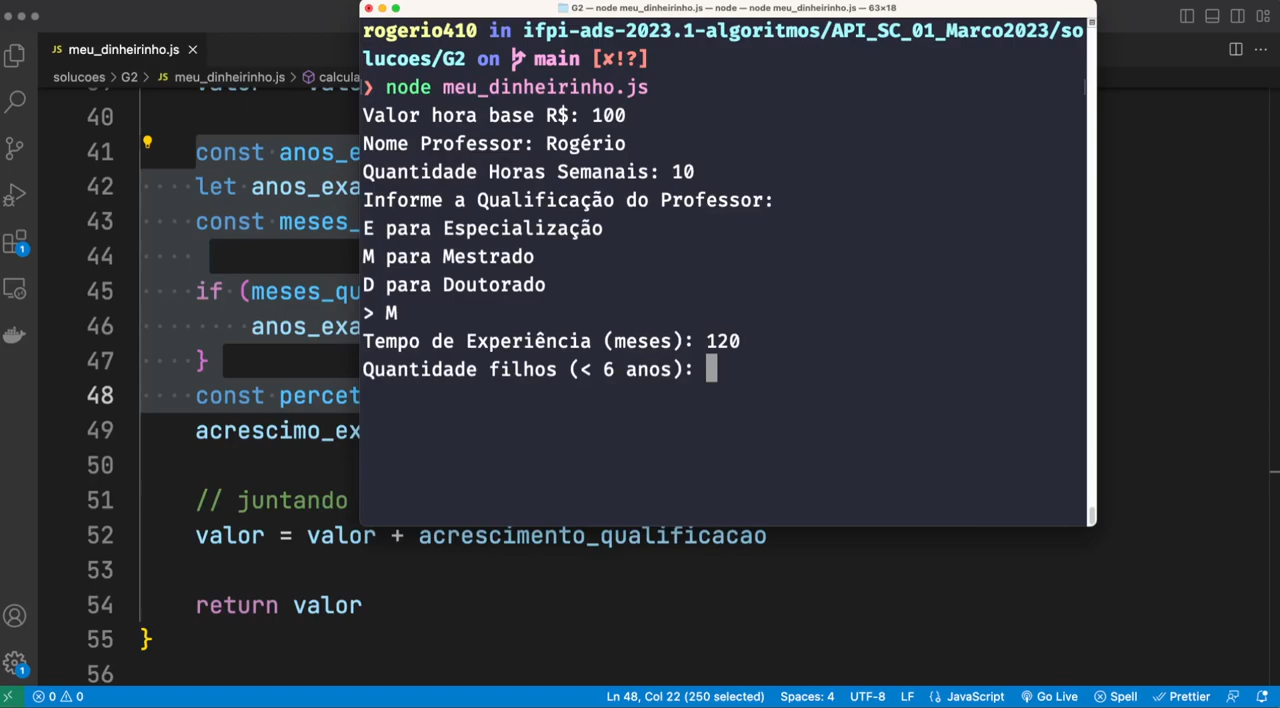 G2 — node meu_dinheirinho.js — node — node meu_dinheirinho.js — 63×18
JS meu_dinheirinho.js ×
solucoes > G2 > JS meu_dinheirinho.js > calcula
rogerio410 in ifpi-ads-2023.1-algoritmos/API_SC_01_Marco2023/so
lucoes/G2 on main [✘!?]
❯ node meu_dinheirinho.js
Valor hora base R$: 100
Nome Professor: Rogério
Quantidade Horas Semanais: 10
Informe a Qualificação do Professor:
E para Especialização
M para Mestrado
D para Doutorado
> M
Tempo de Experiência (meses): 120
Quantidade filhos (< 6 anos):
40
41 const anos_e
42 let anos_exa
43 const meses_
44
45 if (meses_qu
46 anos_exa
47 }
48 const percet
49 acrescimo_ex
50
51 // juntando
52 valor = valor + acrescimento_qualificacao
53
54 return valor
55 }
56
1
1
0 0
Ln 48, Col 22 (250 selected) Spaces: 4 UTF-8 LF {} JavaScript Go Live Spell Prettier